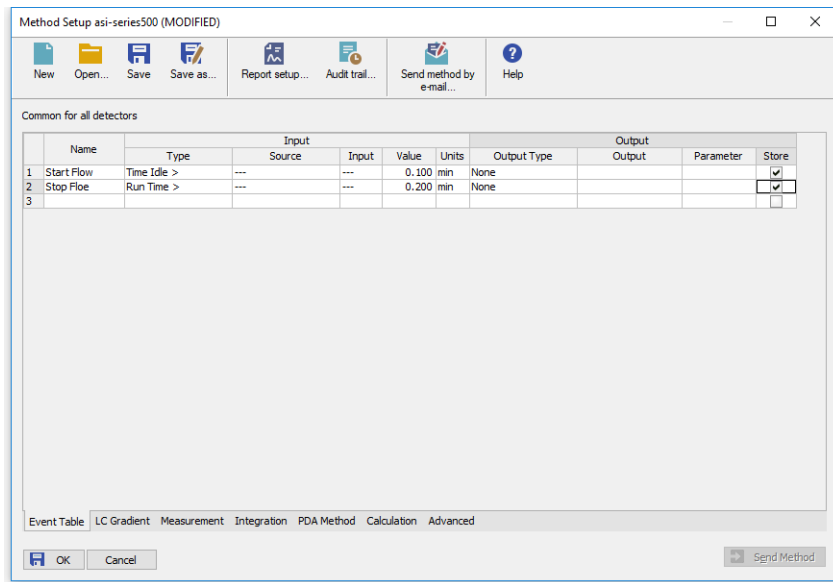 Method Setup asi-series500 (MODIFIED)
New Open... Save Save as... Report setup... Audit trail... Send method by e-mail... Help
Common for all detectors
Input Output
Name Type Source Input Value Units Output Type Output Parameter Store
1 Start Flow Time Idle > --- --- 0.100 min None
2 Stop Floe Run Time > --- --- 0.200 min None
3
Event Table LC Gradient Measurement Integration PDA Method Calculation Advanced
OK Cancel Send Method